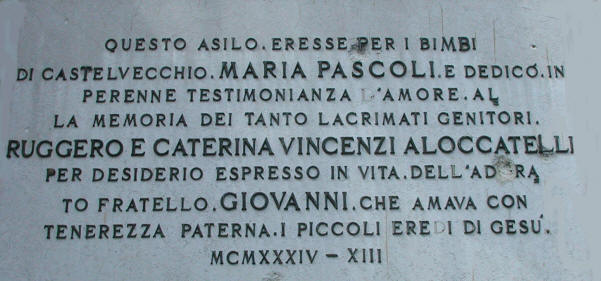 QUESTO ASILO.ERESSE PER I BIMBI
DI CASTELVECCHIO.MARIA PASCOLI.E DEDICÒ.IN
PERENNE TESTIMONIANZA D'AMORE.AL
LA MEMORIA DEI TANTO LACRIMATI GENITORI.
RUGGERO E CATERINA VINCENZI ALOCCATELLI
PER DESIDERIO ESPRESSO IN VITA.DELL'ADORA
TO FRATELLO.GIOVANNI.CHE AMAVA CON
TENEREZZA PATERNA.I PICCOLI EREDI DI GESÙ.
MCMXXXIV – XIII